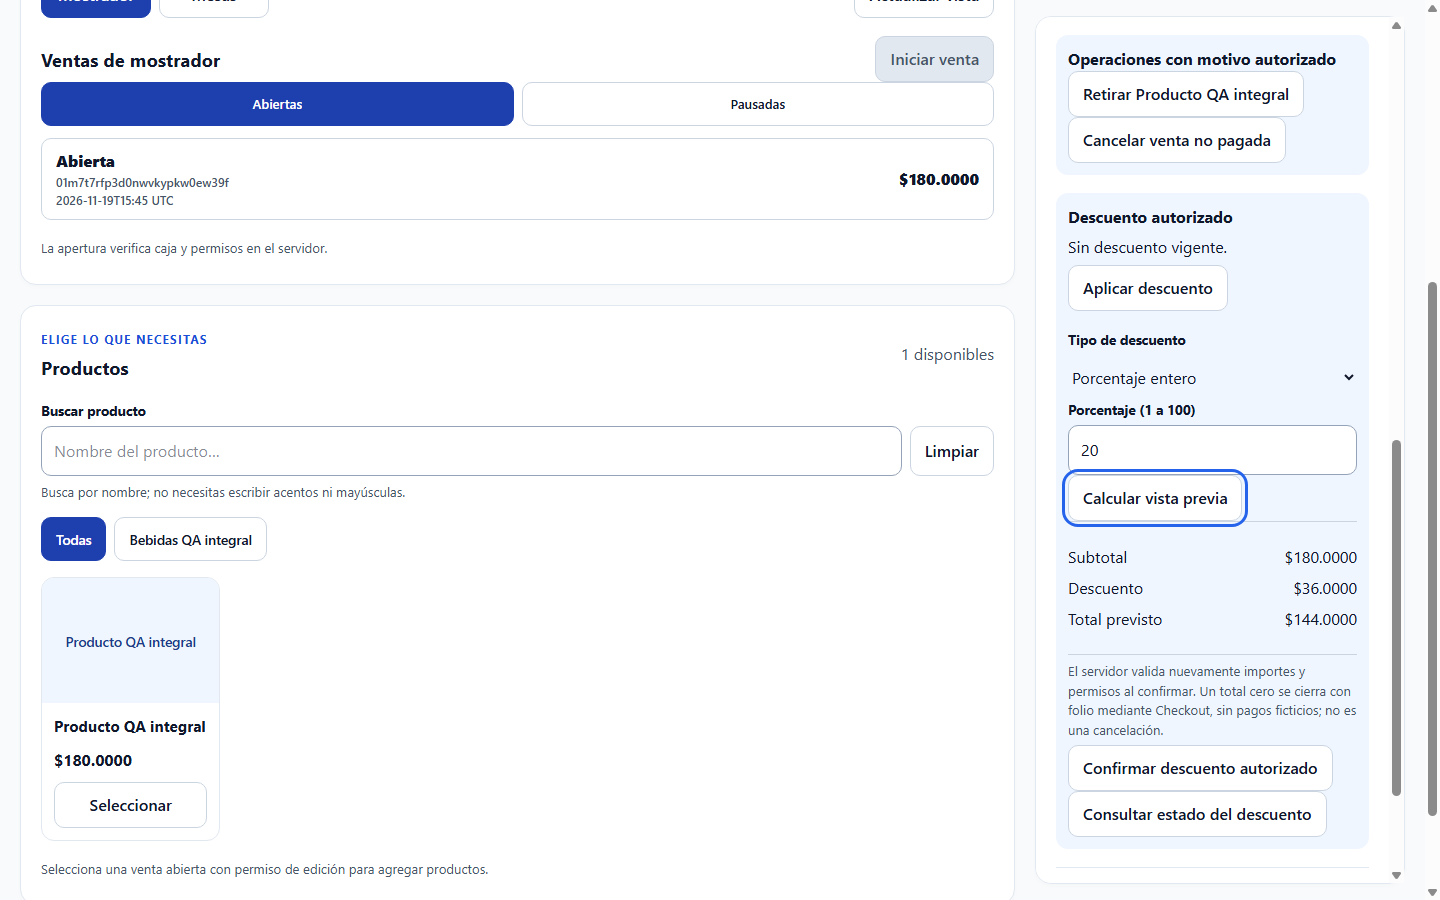 Ventas de mostrador
Iniciar venta
Abiertas
Pausadas
Abierta
01m7t7rfp3d0nwvkypkw0ew39f
2026-11-19T15:45 UTC
$180.0000
La apertura verifica caja y permisos en el servidor.
ELIGE LO QUE NECESITAS
Productos
1 disponibles
Buscar producto
Nombre del producto...
Limpiar
Busca por nombre; no necesitas escribir acentos ni mayúsculas.
Todas
Bebidas QA integral
Producto QA integral
Producto QA integral
$180.0000
Seleccionar
Selecciona una venta abierta con permiso de edición para agregar productos.
Operaciones con motivo autorizado
Retirar Producto QA integral
Cancelar venta no pagada
Descuento autorizado
Sin descuento vigente.
Aplicar descuento
Tipo de descuento
Porcentaje entero
Porcentaje (1 a 100)
20
Calcular vista previa
Subtotal $180.0000
Descuento $36.0000
Total previsto $144.0000
El servidor valida nuevamente importes y
permisos al confirmar. Un total cero se cierra con
folio mediante Checkout, sin pagos ficticios; no es
una cancelación.
Confirmar descuento autorizado
Consultar estado del descuento